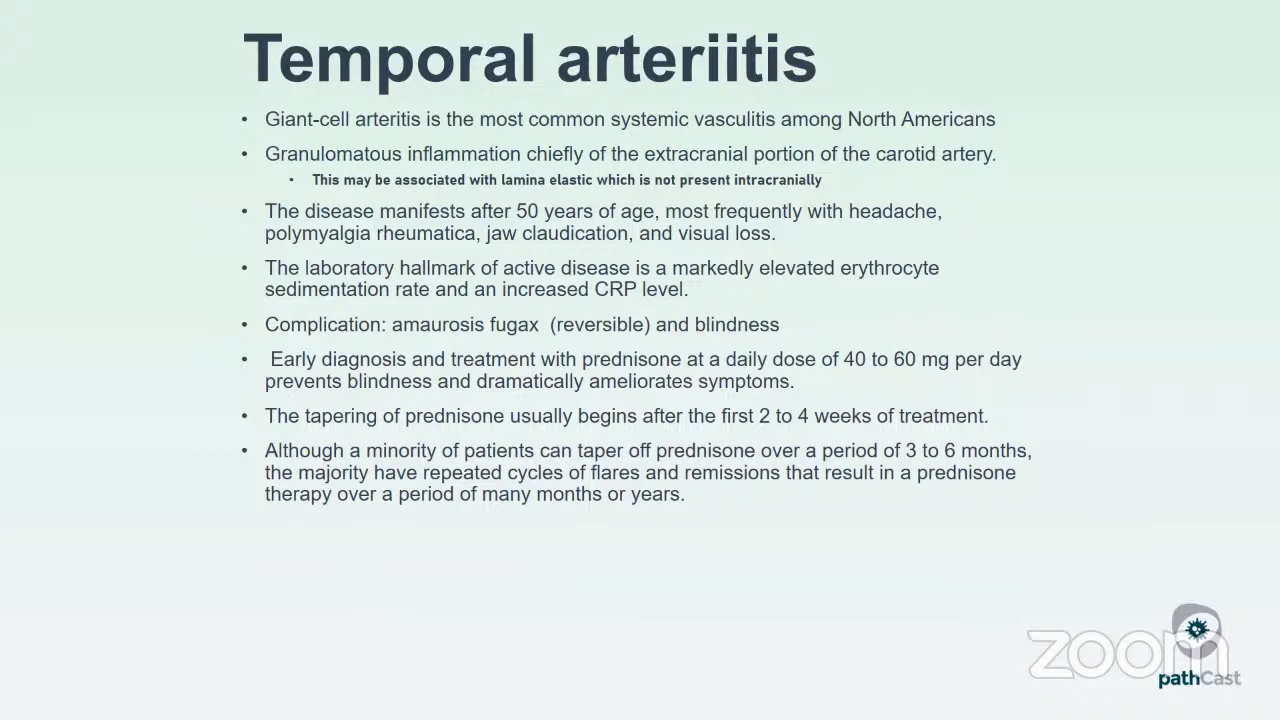 Temporal arteriitis
• Giant-cell arteritis is the most common systemic vasculitis among North Americans
• Granulomatous inflammation chiefly of the extracranial portion of the carotid artery.
• This may be associated with lamina elastic which is not present intracranially
• The disease manifests after 50 years of age, most frequently with headache,
polymyalgia rheumatica, jaw claudication, and visual loss.
• The laboratory hallmark of active disease is a markedly elevated erythrocyte
sedimentation rate and an increased CRP level.
• Complication: amaurosis fugax (reversible) and blindness
• Early diagnosis and treatment with prednisone at a daily dose of 40 to 60 mg per day
prevents blindness and dramatically ameliorates symptoms.
• The tapering of prednisone usually begins after the first 2 to 4 weeks of treatment.
• Although a minority of patients can taper off prednisone over a period of 3 to 6 months,
the majority have repeated cycles of flares and remissions that result in a prednisone
therapy over a period of many months or years.
zoom
pathCast